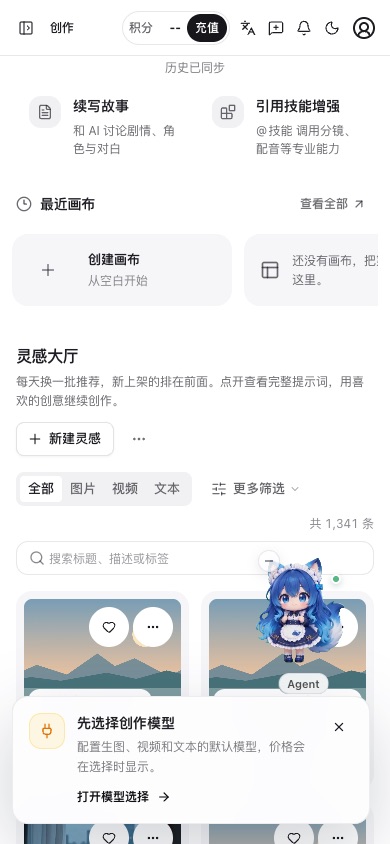 创作
积分 -- 充值
历史已同步
续写故事
和 AI 讨论剧情、角
色与对白
引用技能增强
@技能 调用分镜、
配音等专业能力
最近画布
查看全部
创建画布
从空白开始
还没有画布，把
这里。
灵感大厅
每天换一批推荐，新上架的排在前面。点开查看完整提示词，用喜
欢的创意继续创作。
新建灵感
全部 图片 视频 文本 更多筛选
共 1,341 条
搜索标题、描述或标签
Agent
先选择创作模型
配置生图、视频和文本的默认模型，价格会
在选择时显示。
打开模型选择